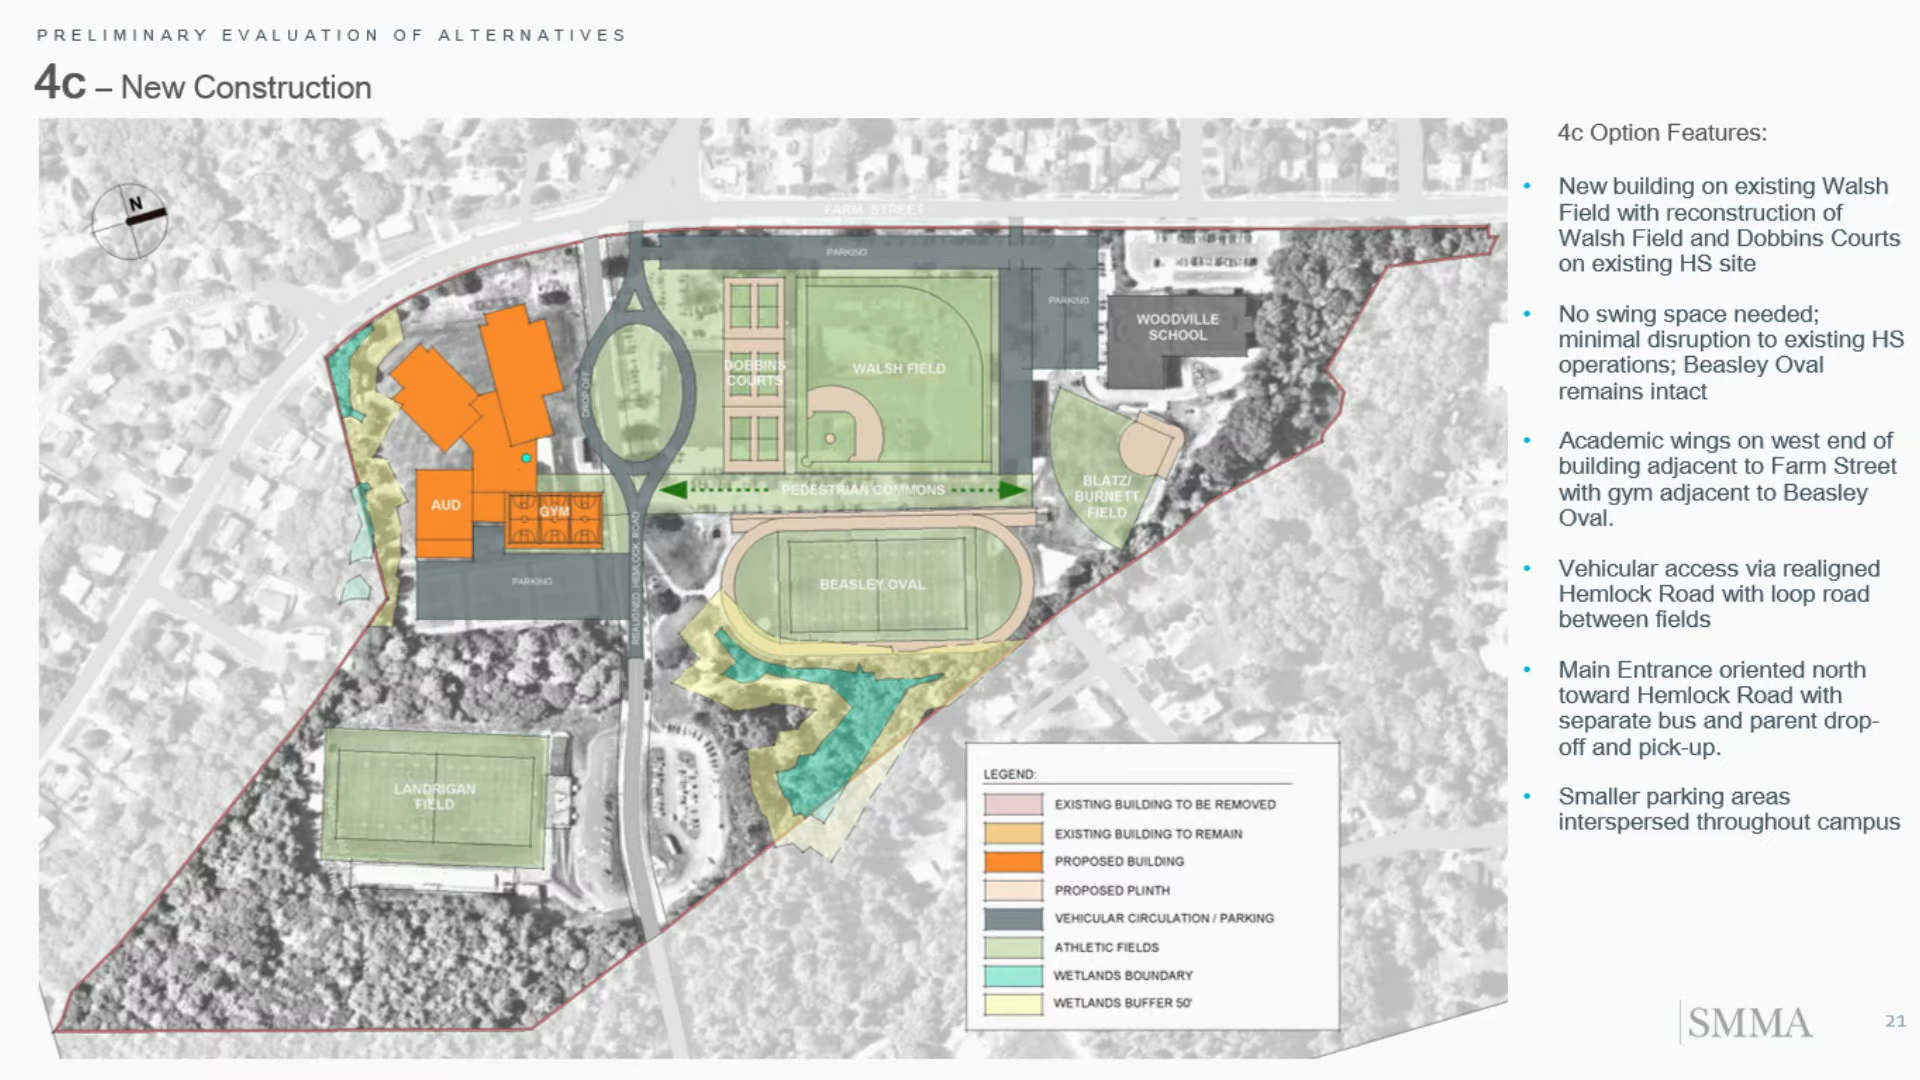 PRELIMINARY EVALUATION OF ALTERNATIVES
4c – New Construction
N
FARM STREET
PARKING
PARKING
WOODVILLE
SCHOOL
DROP OFF
DOBBINS
COURTS
WALSH FIELD
PEDESTRIAN COMMONS
BLATZ/
BURNETT
FIELD
AUD
GYM
REALIGNED HEMLOCK ROAD
PARKING
BEASLEY OVAL
LANDRIGAN
FIELD
LEGEND:
EXISTING BUILDING TO BE REMOVED
EXISTING BUILDING TO REMAIN
PROPOSED BUILDING
PROPOSED PLINTH
VEHICULAR CIRCULATION / PARKING
ATHLETIC FIELDS
WETLANDS BOUNDARY
WETLANDS BUFFER 50'
4c Option Features:
• New building on existing Walsh
Field with reconstruction of
Walsh Field and Dobbins Courts
on existing HS site
• No swing space needed;
minimal disruption to existing HS
operations; Beasley Oval
remains intact
• Academic wings on west end of
building adjacent to Farm Street
with gym adjacent to Beasley
Oval.
• Vehicular access via realigned
Hemlock Road with loop road
between fields
• Main Entrance oriented north
toward Hemlock Road with
separate bus and parent drop-
off and pick-up.
• Smaller parking areas
interspersed throughout campus
SMMA
21